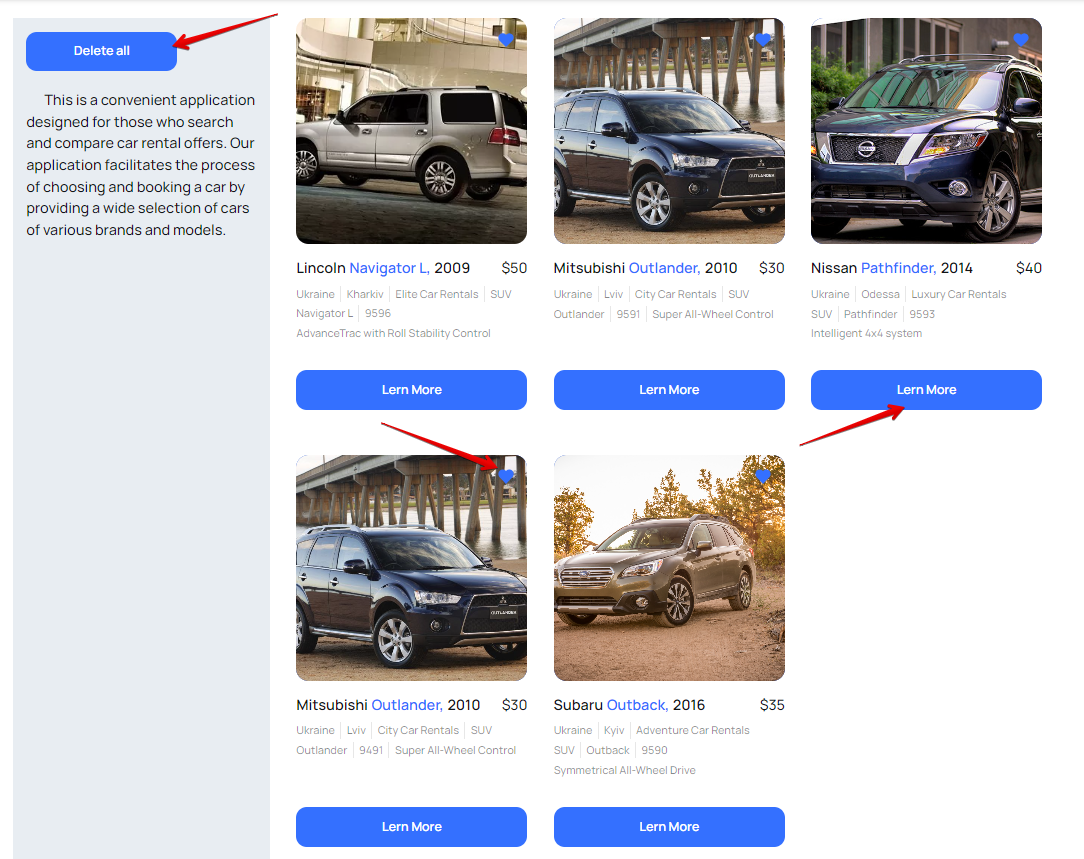 Delete all
This is a convenient application
designed for those who search
and compare car rental offers. Our
application facilitates the process
of choosing and booking a car by
providing a wide selection of cars
of various brands and models.
Lincoln Navigator L, 2009 $50
Ukraine Kharkiv Elite Car Rentals SUV
Navigator L 9596
AdvanceTrac with Roll Stability Control
Lern More
OUTLANDER
Mitsubishi Outlander, 2010 $30
Ukraine Lviv City Car Rentals SUV
Outlander 9591 Super All-Wheel Control
Lern More
NISSAN
Nissan Pathfinder, 2014 $40
Ukraine Odessa Luxury Car Rentals
SUV Pathfinder 9593
Intelligent 4x4 system
Lern More
OUTLANDER
Mitsubishi Outlander, 2010 $30
Ukraine Lviv City Car Rentals SUV
Outlander 9491 Super All-Wheel Control
Lern More
Subaru Outback, 2016 $35
Ukraine Kyiv Adventure Car Rentals
SUV Outback 9590
Symmetrical All-Wheel Drive
Lern More